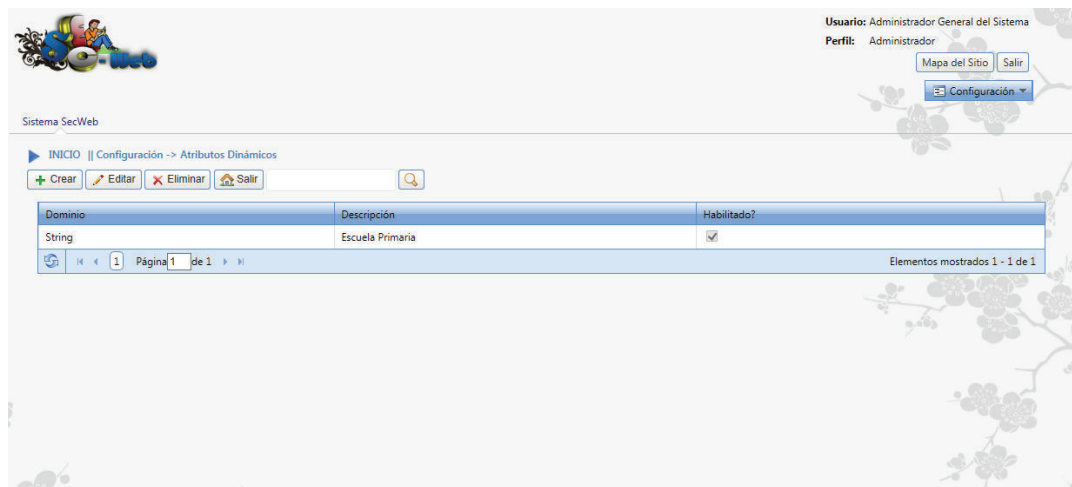 SeC-Web
Usuario: Administrador General del Sistema
Perfil: Administrador
Mapa del Sitio Salir
Configuración
Sistema SecWeb
INICIO || Configuración -> Atributos Dinámicos
Crear Editar Eliminar Salir
Dominio Descripción Habilitado?
String Escuela Primaria
1 Página 1 de 1 Elementos mostrados 1 - 1 de 1